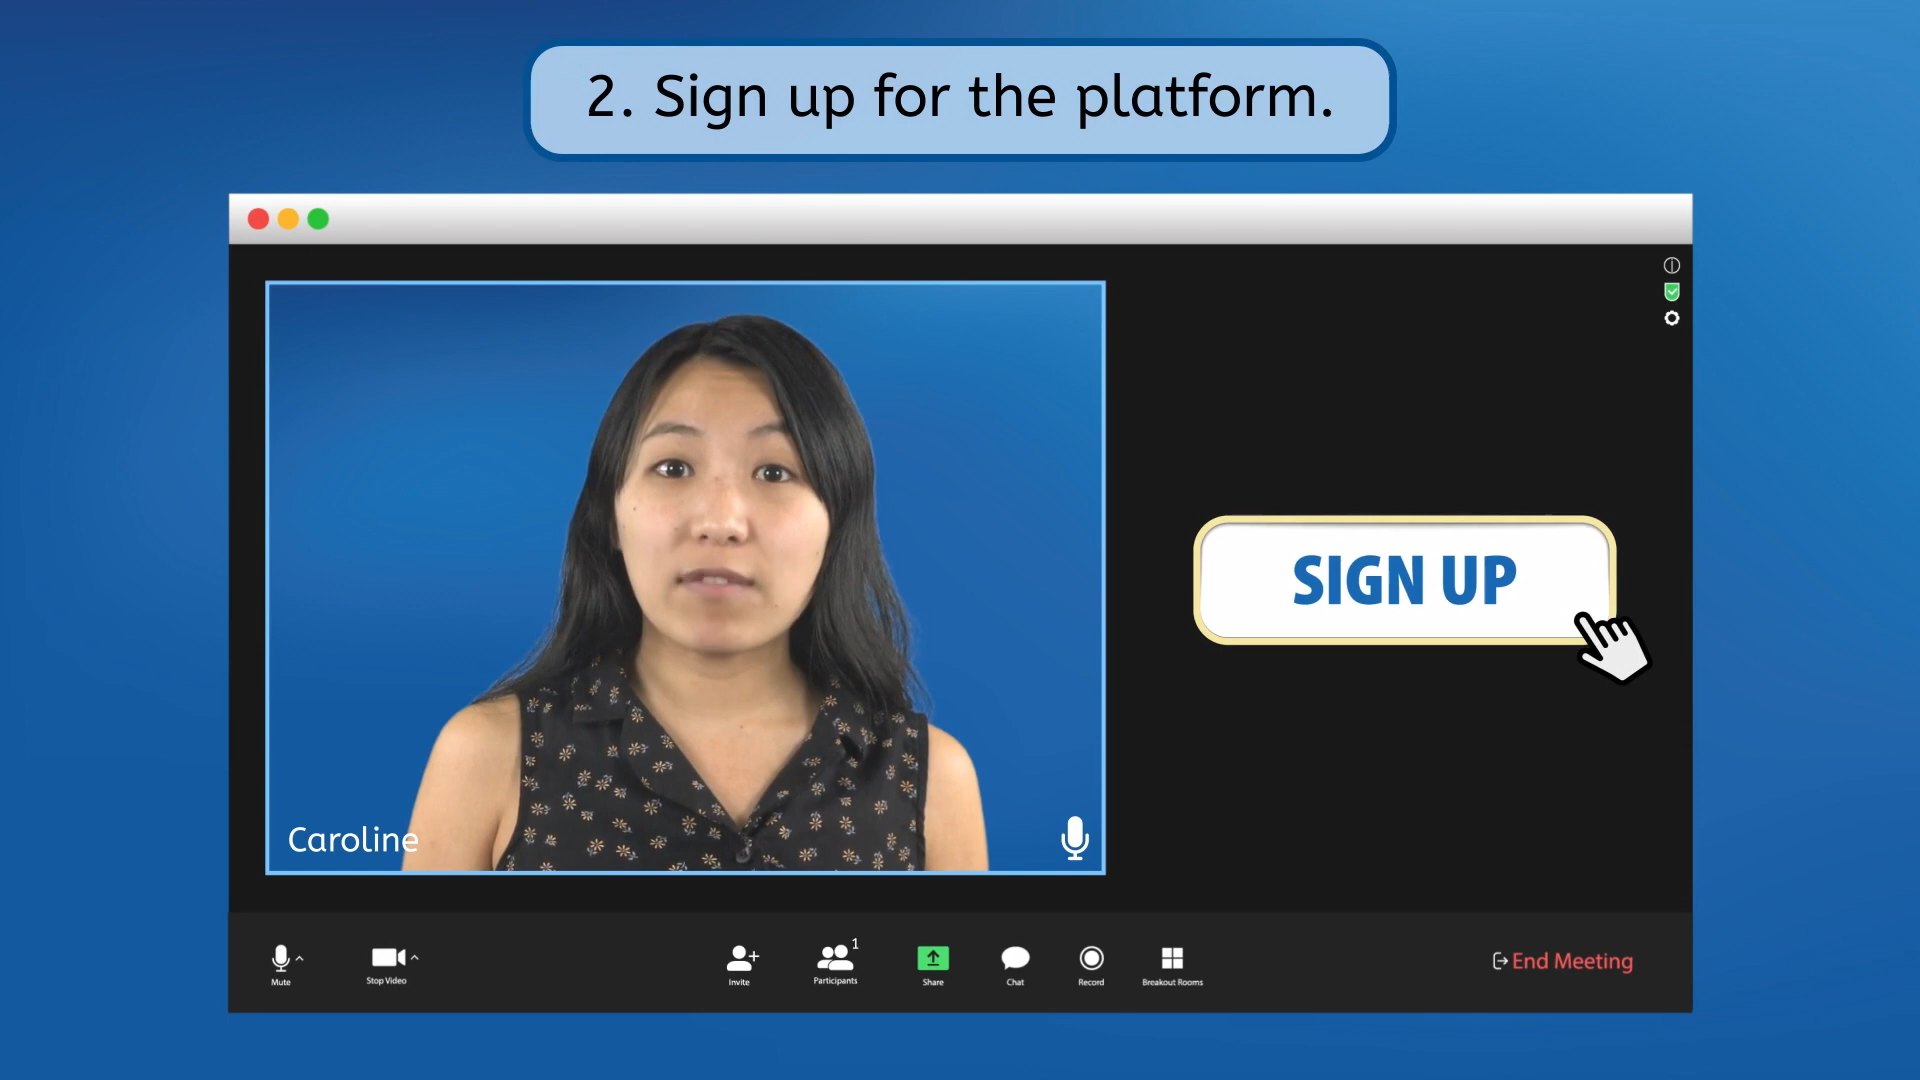 2. Sign up for the platform.
SIGN UP
Caroline
Mute
Stop Video
Invite
1
Participants
Share
Chat
Record
Breakout Rooms
End Meeting